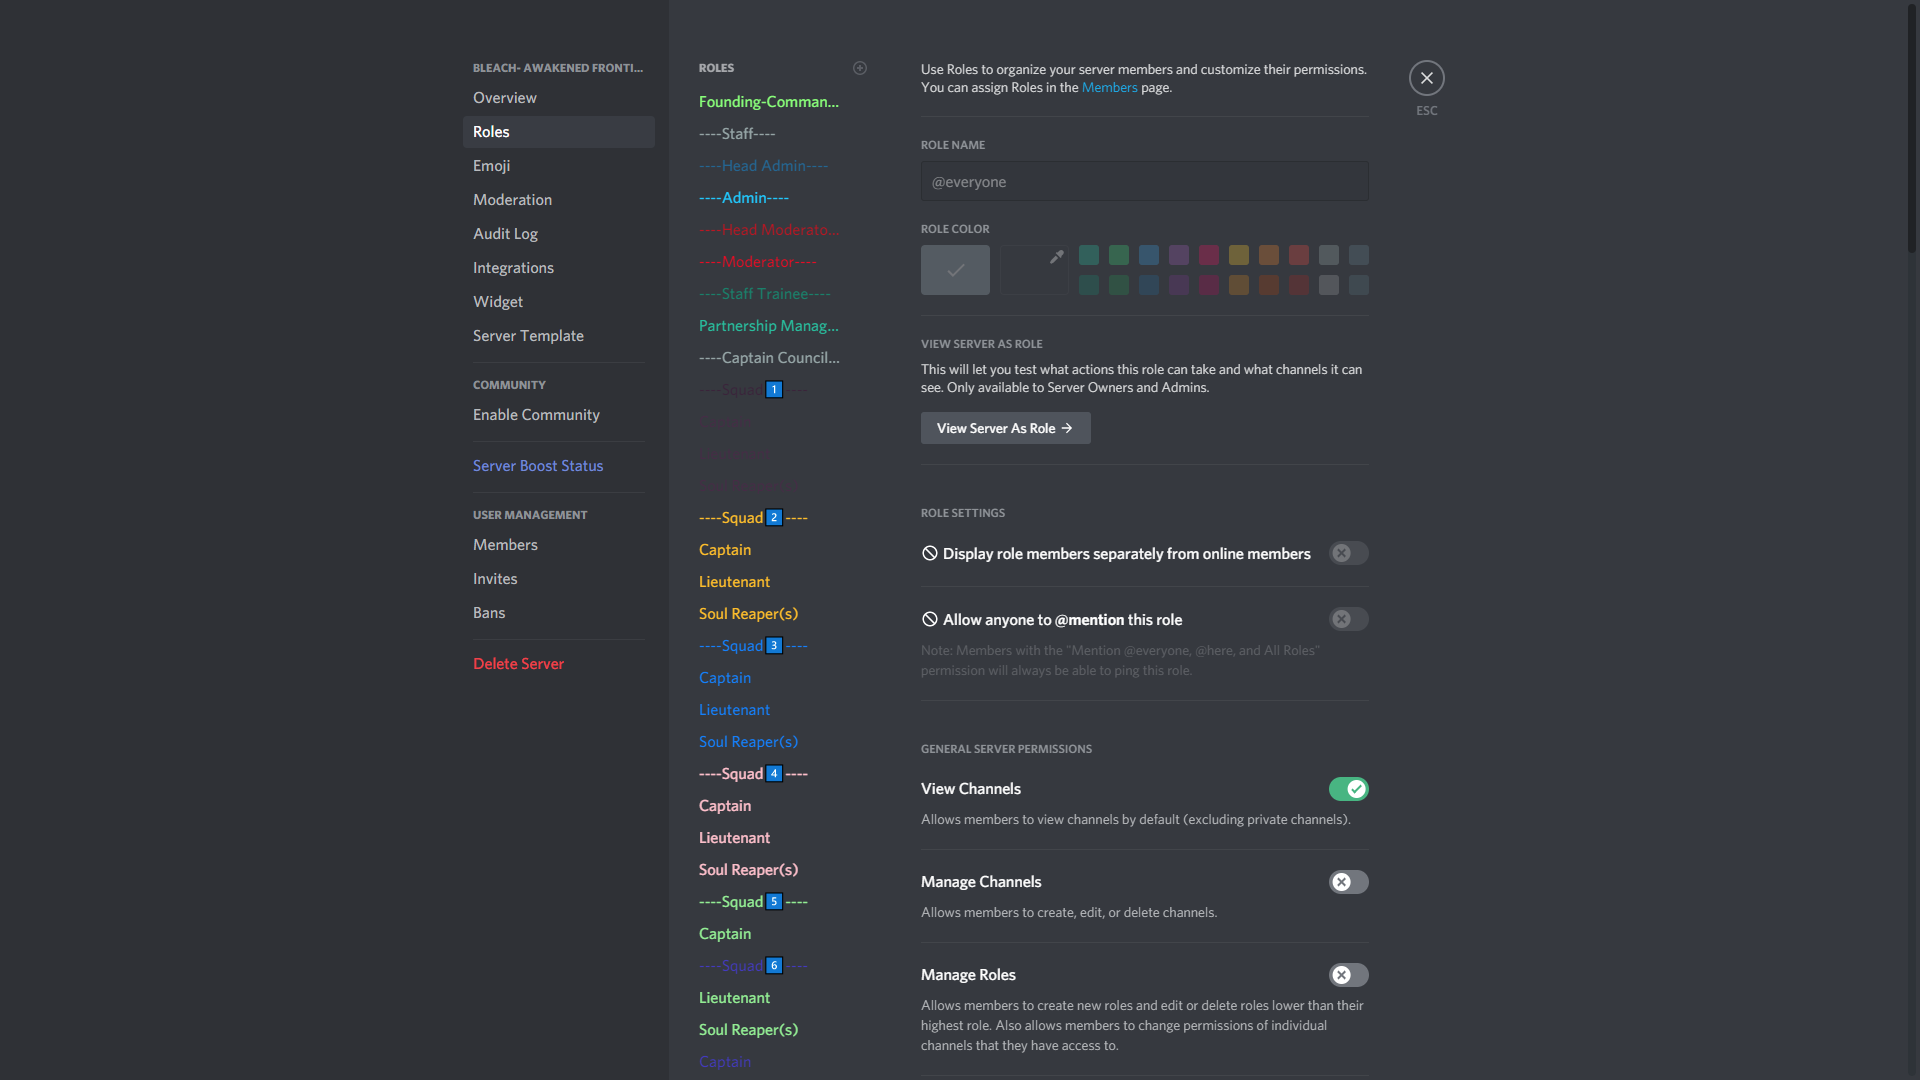 BLEACH- AWAKENED FRONTI...
Overview
Roles
Emoji
Moderation
Audit Log
Integrations
Widget
Server Template
COMMUNITY
Enable Community
Server Boost Status
USER MANAGEMENT
Members
Invites
Bans
Delete Server
ROLES
Founding-Comman...
----Staff----
----Head Admin----
----Admin----
----Head Moderato...
----Moderator----
----Staff Trainee----
Partnership Manag...
----Captain Council...
----Squad 1 ----
Captain
Lieutenant
Soul Reaper(s)
----Squad 2 ----
Captain
Lieutenant
Soul Reaper(s)
----Squad 3 ----
Captain
Lieutenant
Soul Reaper(s)
----Squad 4 ----
Captain
Lieutenant
Soul Reaper(s)
----Squad 5 ----
Captain
----Squad 6 ----
Lieutenant
Soul Reaper(s)
Captain
Use Roles to organize your server members and customize their permissions.
You can assign Roles in the Members page.
ROLE NAME
@everyone
ROLE COLOR
VIEW SERVER AS ROLE
This will let you test what actions this role can take and what channels it can
see. Only available to Server Owners and Admins.
View Server As Role →
ROLE SETTINGS
Display role members separately from online members
Allow anyone to @mention this role
Note: Members with the "Mention @everyone, @here, and All Roles"
permission will always be able to ping this role.
GENERAL SERVER PERMISSIONS
View Channels
Allows members to view channels by default (excluding private channels).
Manage Channels
Allows members to create, edit, or delete channels.
Manage Roles
Allows members to create new roles and edit or delete roles lower than their
highest role. Also allows members to change permissions of individual
channels that they have access to.
ESC